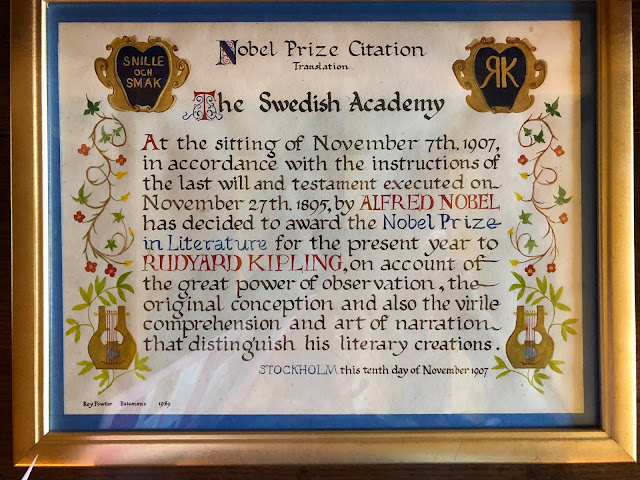 SNILLE
OCH
SMAK
Nobel Prize Citation
Translation
RK
The Swedish Academy
At the sitting of November 7th, 1907,
in accordance with the instructions of
the last will and testament executed on
November 27th. 1895, by ALFRED NOBEL
has decided to award the Nobel Prize
in Literature for the present year to
RUDYARD KIPLING, on account of
the great power of observation, the
original conception and also the virile
comprehension and art of narration
that distinguish his literary creations.
STOCKHOLM this tenth day of November 1907
Roy Fowler Batemans 1989